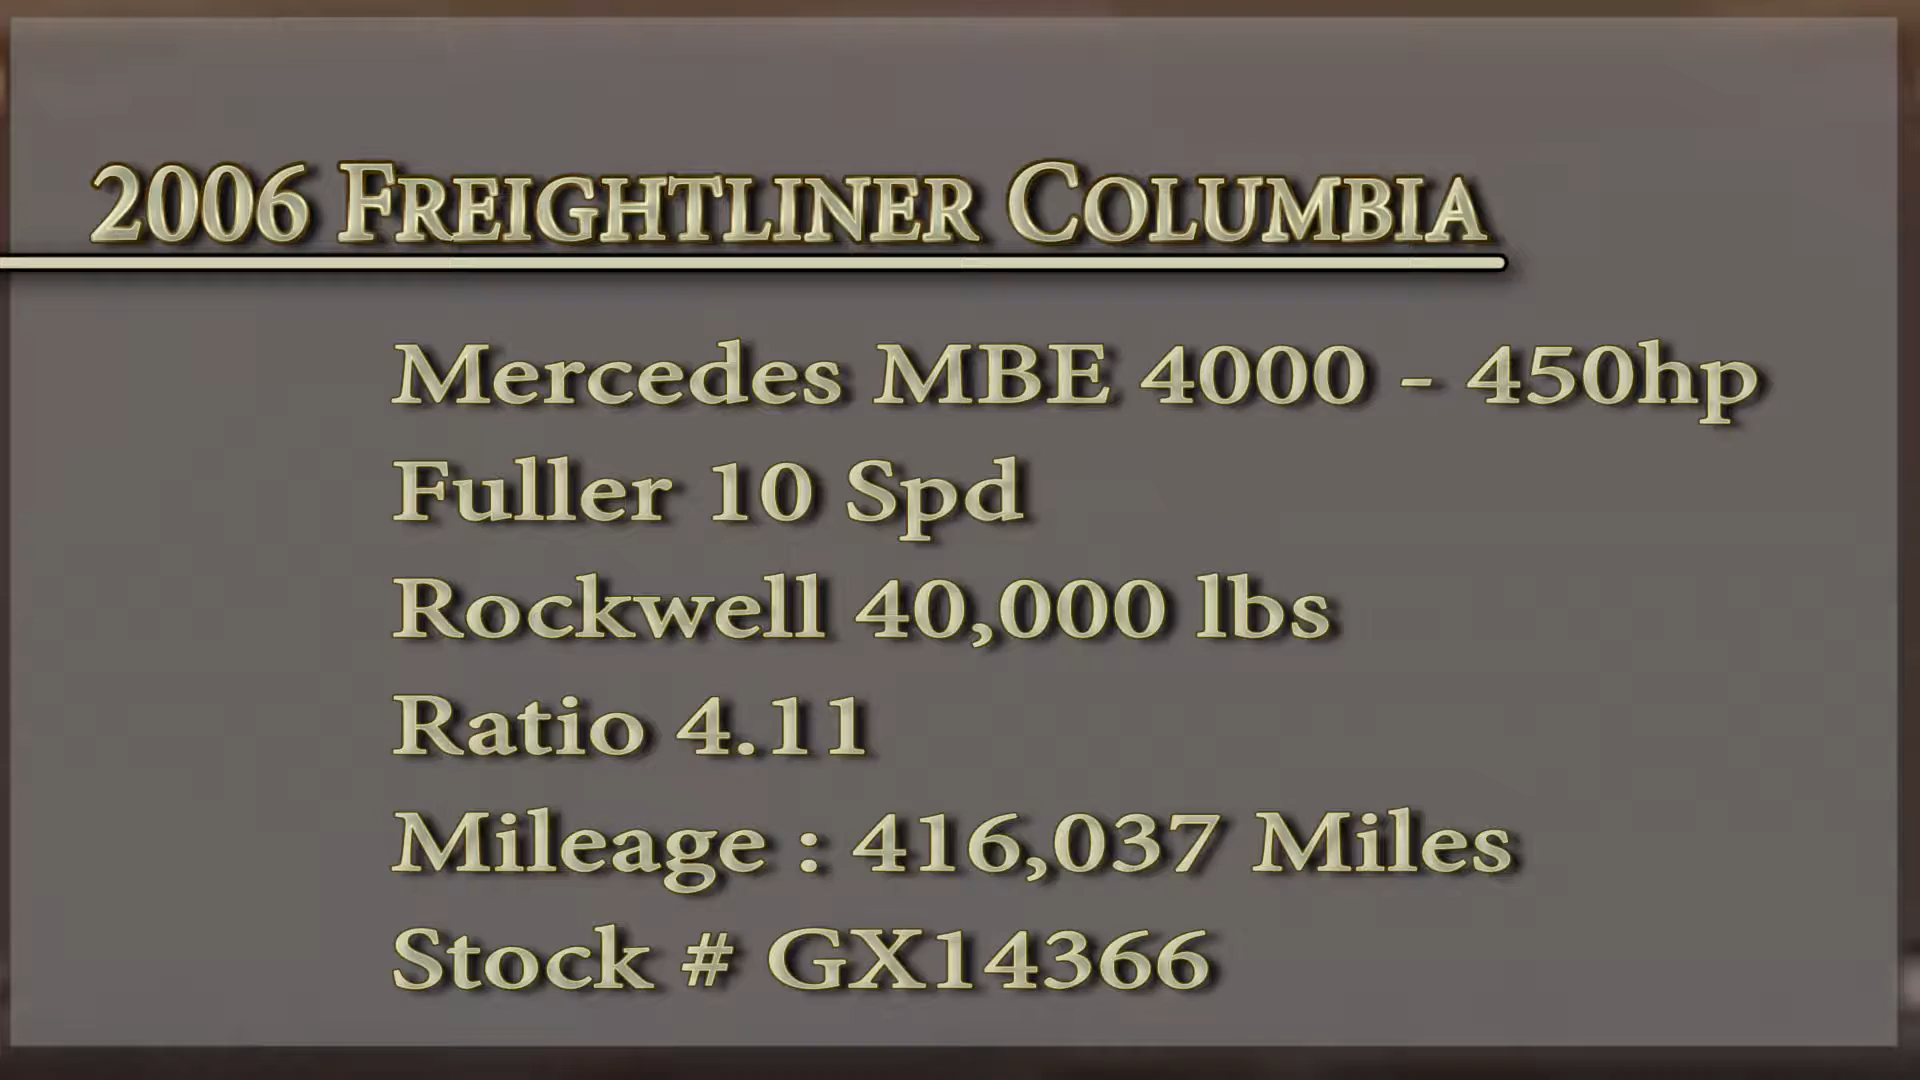 2006 Freightliner Columbia
Mercedes MBE 4000 - 450hp
Fuller 10 Spd
Rockwell 40,000 lbs
Ratio 4.11
Mileage : 416,037 Miles
Stock # GX14366